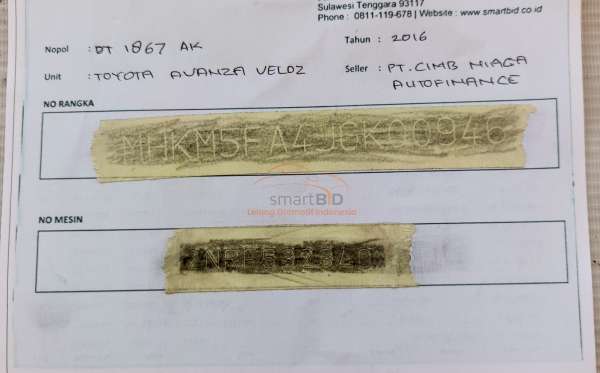 Sulawesi Tenggara 93117
Phone : 0811-119-678 | Website : www.smartbid.co.id
Nopol : DT 1867 AK
Tahun : 2016
Unit : TOYOTA AVANZA VELOZ
Seller : PT. CIMB NIAGA
AUTOFINANCE
NO RANGKA
MHKM5FA4JGK00946
smartBID
Lelang Otomotif Indonesia
NO MESIN